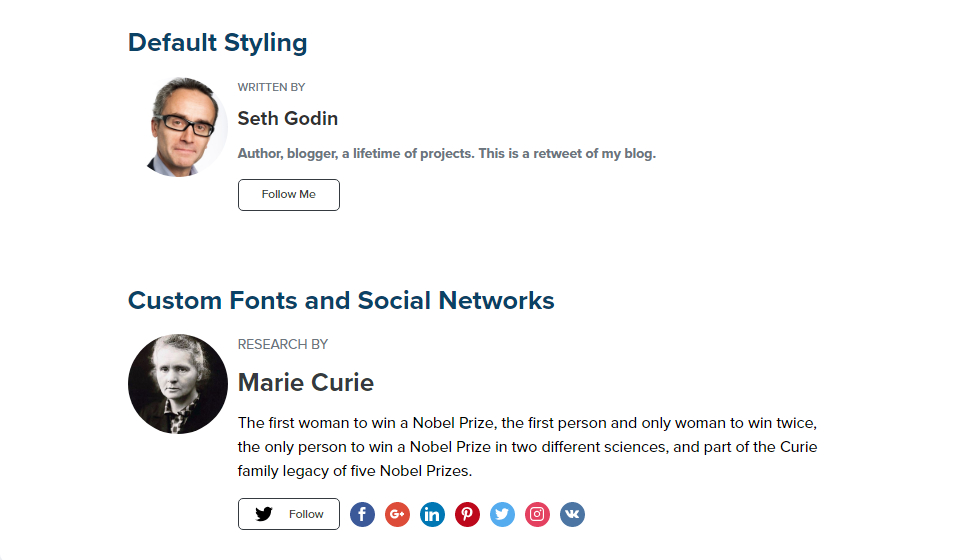 Default Styling
WRITTEN BY
Seth Godin
Author, blogger, a lifetime of projects. This is a retweet of my blog.
Follow Me
Custom Fonts and Social Networks
RESEARCH BY
Marie Curie
The first woman to win a Nobel Prize, the first person and only woman to win twice,
the only person to win a Nobel Prize in two different sciences, and part of the Curie
family legacy of five Nobel Prizes.
Follow